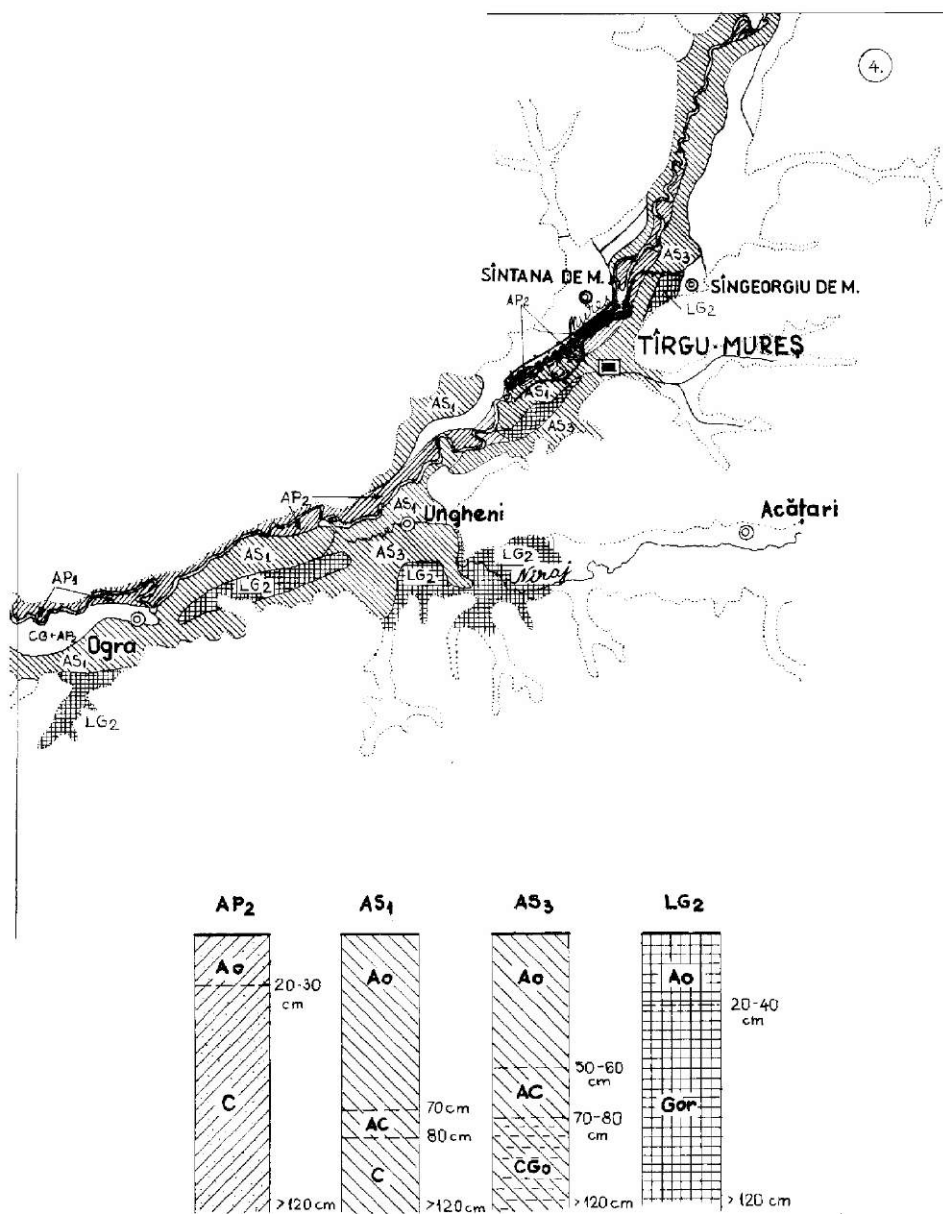 4.
AS3
SÎNTANA DE M.
SÎNGEORGIU DE M.
AP2
LG2
TÎRGU-MUREȘ
AS1
AS1
AS3
AP2
AS1
Ungheni
Acățari
AS1
AS3
LG2
LG2
LG2
Niraj
AP1
CG+AP2
Ogra
AS1
LG2
AP2 AS1 AS3 LG2
Ao Ao Ao Ao
20-30 cm
20-40 cm
50-60 cm
C AC Gor
70 cm
70-80 cm
AC
80 cm
C CGo
>120 cm >120 cm >120 cm >120 cm